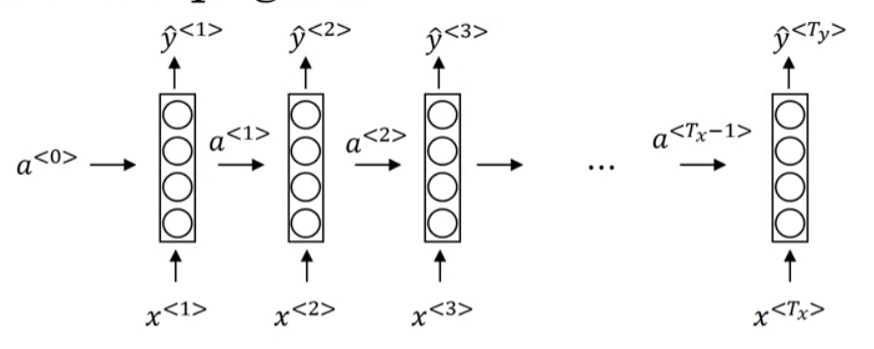 ŷ<1> ŷ<2> ŷ<3> ŷ<Ty>
a<0> a<1> a<2> ... a<Tx−1>
x<1> x<2> x<3> x<Tx>